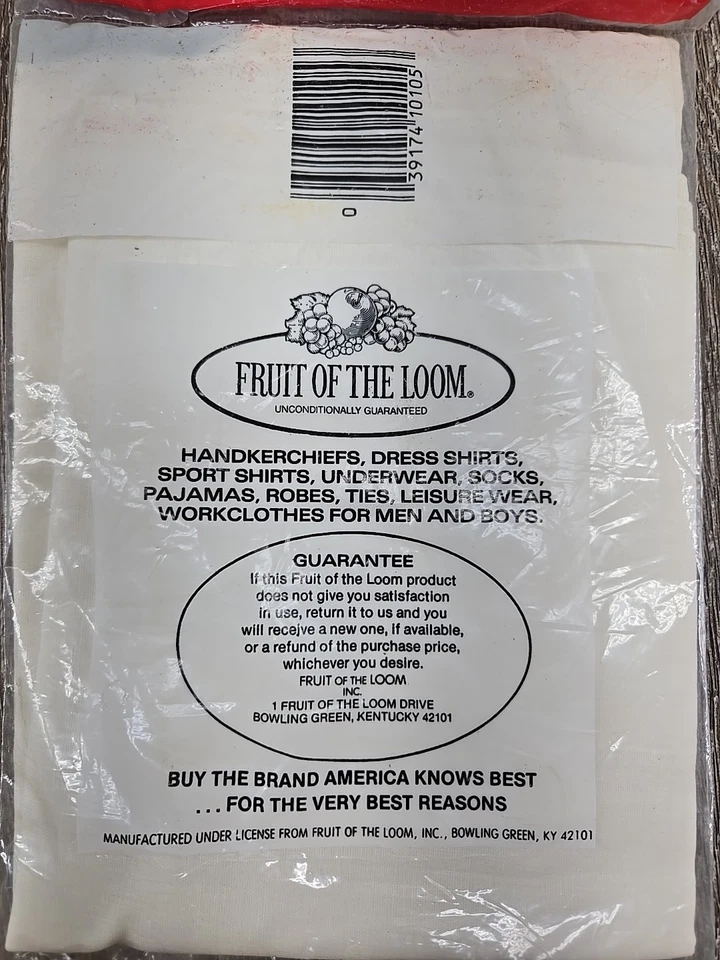 0
39174 10105
FRUIT OF THE LOOM®
UNCONDITIONALLY GUARANTEED
HANDKERCHIEFS, DRESS SHIRTS,
SPORT SHIRTS, UNDERWEAR, SOCKS,
PAJAMAS, ROBES, TIES, LEISURE WEAR,
WORKCLOTHES FOR MEN AND BOYS.
GUARANTEE
If this Fruit of the Loom product
does not give you satisfaction
in use, return it to us and you
will receive a new one, if available,
or a refund of the purchase price,
whichever you desire.
FRUIT OF THE LOOM
INC.
1 FRUIT OF THE LOOM DRIVE
BOWLING GREEN, KENTUCKY 42101
BUY THE BRAND AMERICA KNOWS BEST
...FOR THE VERY BEST REASONS
MANUFACTURED UNDER LICENSE FROM FRUIT OF THE LOOM, INC., BOWLING GREEN, KY 42101